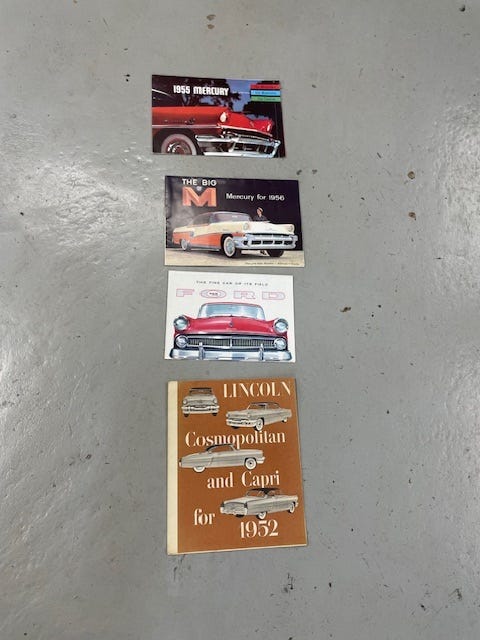 1955 MERCURY
THE BIG
M
Mercury for 1956
THE FINE CAR OF ITS FIELD
FORD
LINCOLN
Cosmopolitan
and Capri
for
1952